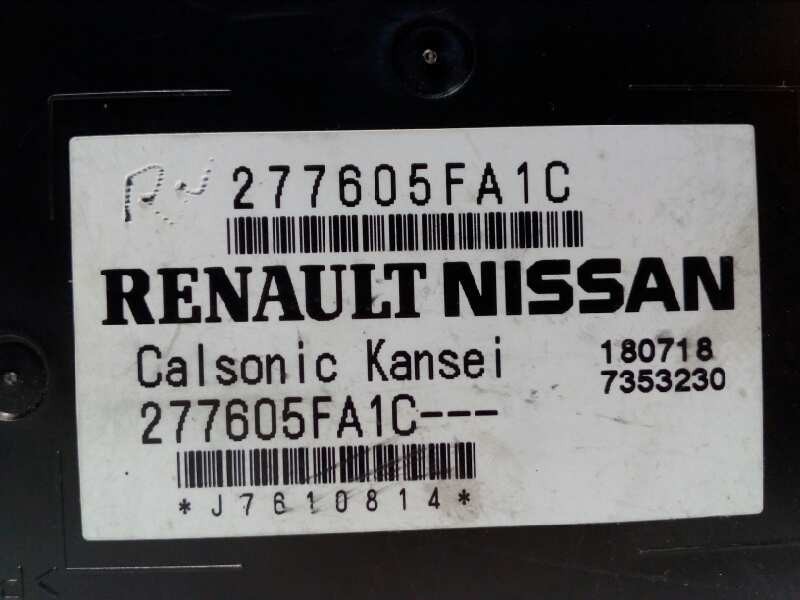 277605FA1C
RENAULT NISSAN
Calsonic Kansei 180718
7353230
277605FA1C---
*J7610814*